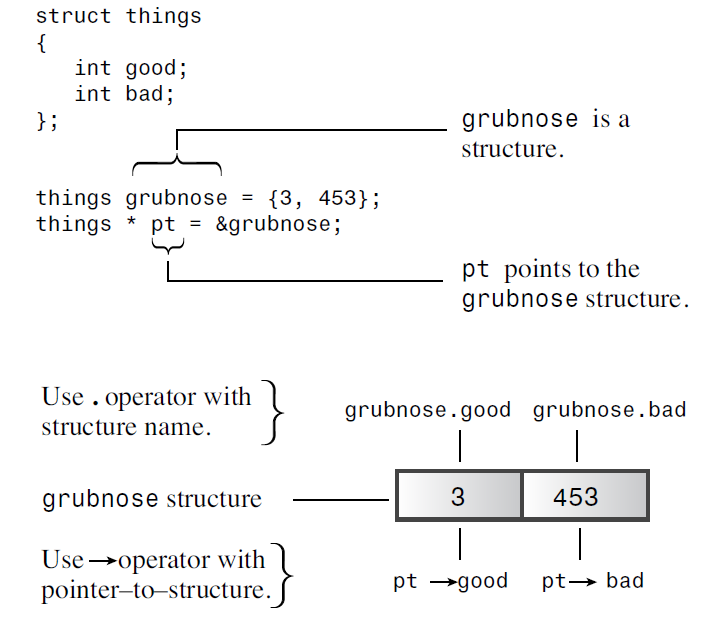 struct things
{
   int good;
   int bad;
};
grubnose is a
structure.
things grubnose = {3, 453};
things * pt = &grubnose;
pt points to the
grubnose structure.
Use . operator with
structure name.
grubnose.good grubnose.bad
grubnose structure
3 453
Use →operator with
pointer–to–structure.
pt →good pt→ bad